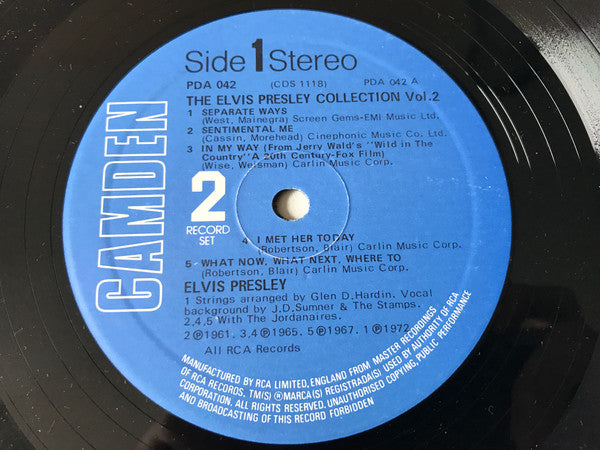 Side 1 Stereo
PDA 042 (CDS 1118) PDA 042 A
THE ELVIS PRESLEY COLLECTION Vol.2
1 SEPARATE WAYS
(West, Mainegra) Screen Gems-EMI Music Ltd.
2 SENTIMENTAL ME
(Cassin, Morehead) Cinephonic Music Co. Ltd.
3 IN MY WAY (From Jerry Wald's "Wild in The
Country" A 20th Century-Fox Film)
(Wise, Weisman) Carlin Music Corp.
CAMDEN
2
RECORD
SET
4 I MET HER TODAY
(Robertson, Blair) Carlin Music Corp.
5 WHAT NOW, WHAT NEXT, WHERE TO
(Robertson, Blair) Carlin Music Corp.
ELVIS PRESLEY
1 Strings arranged by Glen D. Hardin. Vocal
background by J.D. Sumner & The Stamps.
2,4,5 With The Jordanaires.
2 ℗ 1961. 3,4 ℗ 1965. 5 ℗ 1967. 1 ℗ 1972
All RCA Records
MANUFACTURED BY RCA LIMITED, ENGLAND FROM MASTER RECORDINGS
OF RCA RECORDS. TM(S) ® MARCA(S) REGISTRADA(S) USED BY AUTHORITY OF RCA
CORPORATION. ALL RIGHTS RESERVED. UNAUTHORISED COPYING, PUBLIC PERFORMANCE
AND BROADCASTING OF THIS RECORD FORBIDDEN